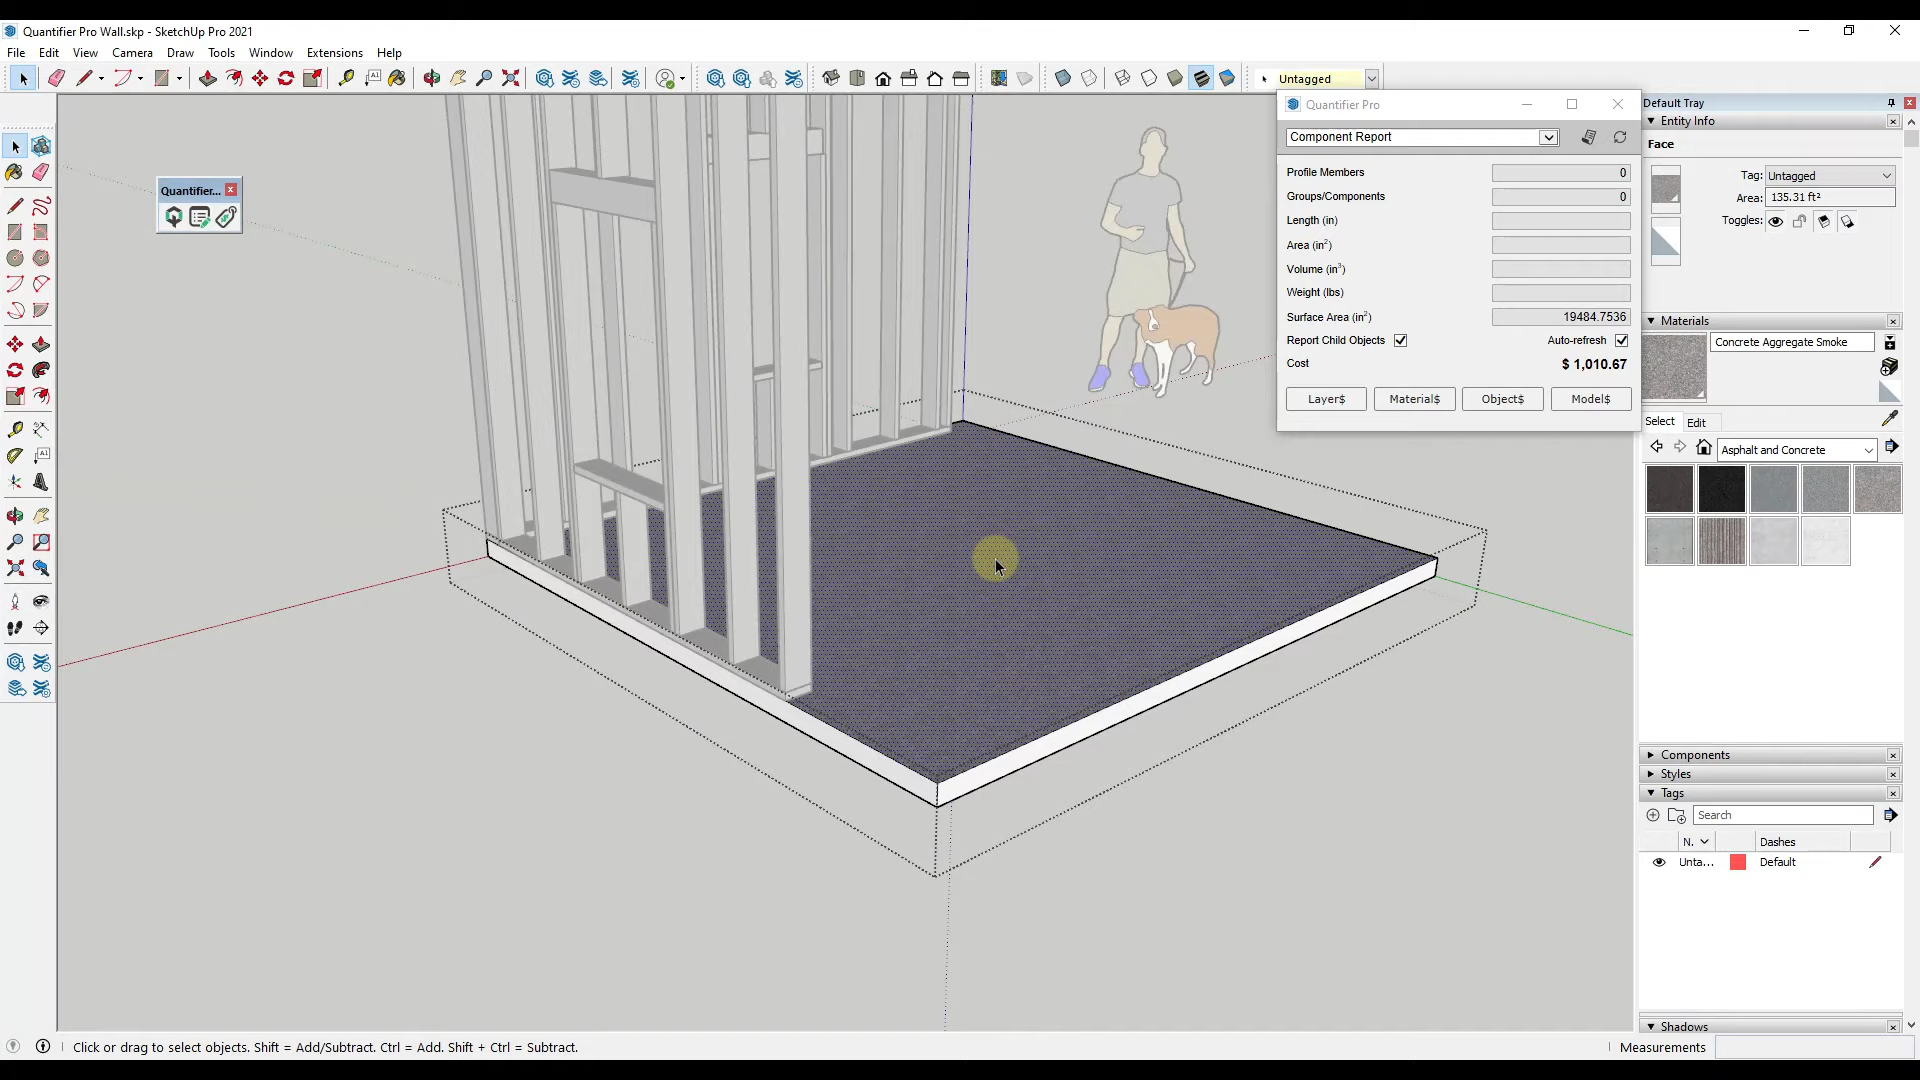 Quantifier Pro Wall.skp - SketchUp Pro 2021
File Edit View Camera Draw Tools Window Extensions Help
Untagged
Quantifier...
Quantifier Pro
Component Report
Profile Members 0
Groups/Components 0
Length (in)
Area (in²)
Volume (in³)
Weight (lbs)
Surface Area (in²) 19484.7536
Report Child Objects Auto-refresh
Cost $ 1,010.67
Layer$ Material$ Object$ Model$
Default Tray
Entity Info
Face
Tag: Untagged
Area: 135.31 ft²
Toggles:
Materials
Concrete Aggregate Smoke
Select Edit
Asphalt and Concrete
Components
Styles
Tags
Search
N. Dashes
Unta... Default
Shadows
Click or drag to select objects. Shift = Add/Subtract. Ctrl = Add. Shift + Ctrl = Subtract.
Measurements